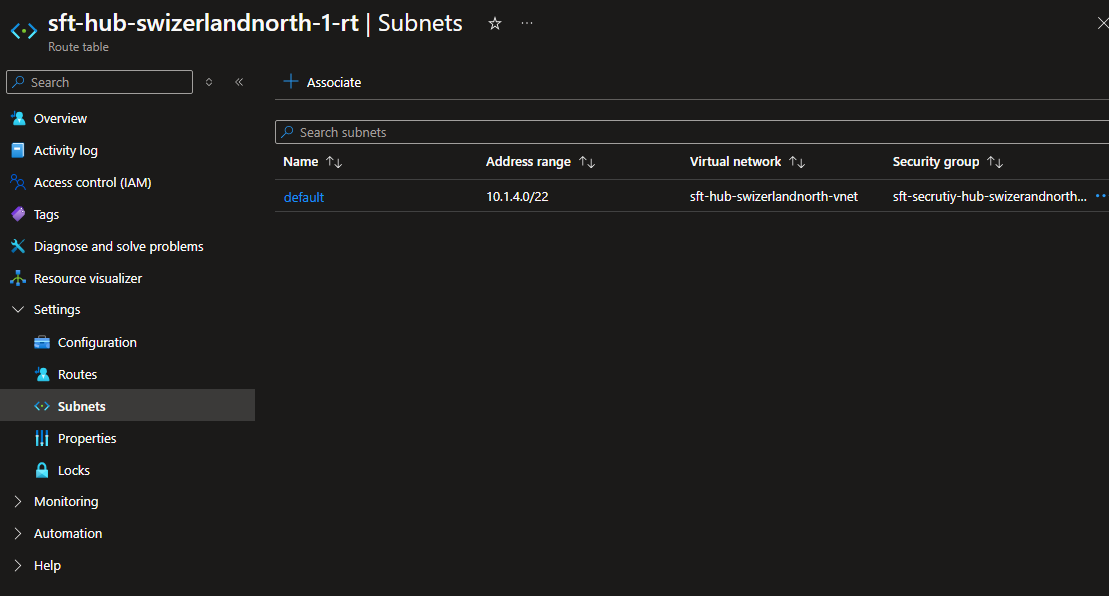 sft-hub-swizerlandnorth-1-rt | Subnets
Route table
Search
Associate
Overview
Activity log
Access control (IAM)
Tags
Diagnose and solve problems
Resource visualizer
Settings
Configuration
Routes
Subnets
Properties
Locks
Monitoring
Automation
Help
Search subnets
Name Address range Virtual network Security group
default 10.1.4.0/22 sft-hub-swizerlandnorth-vnet sft-secrutiy-hub-swizerandnorth...